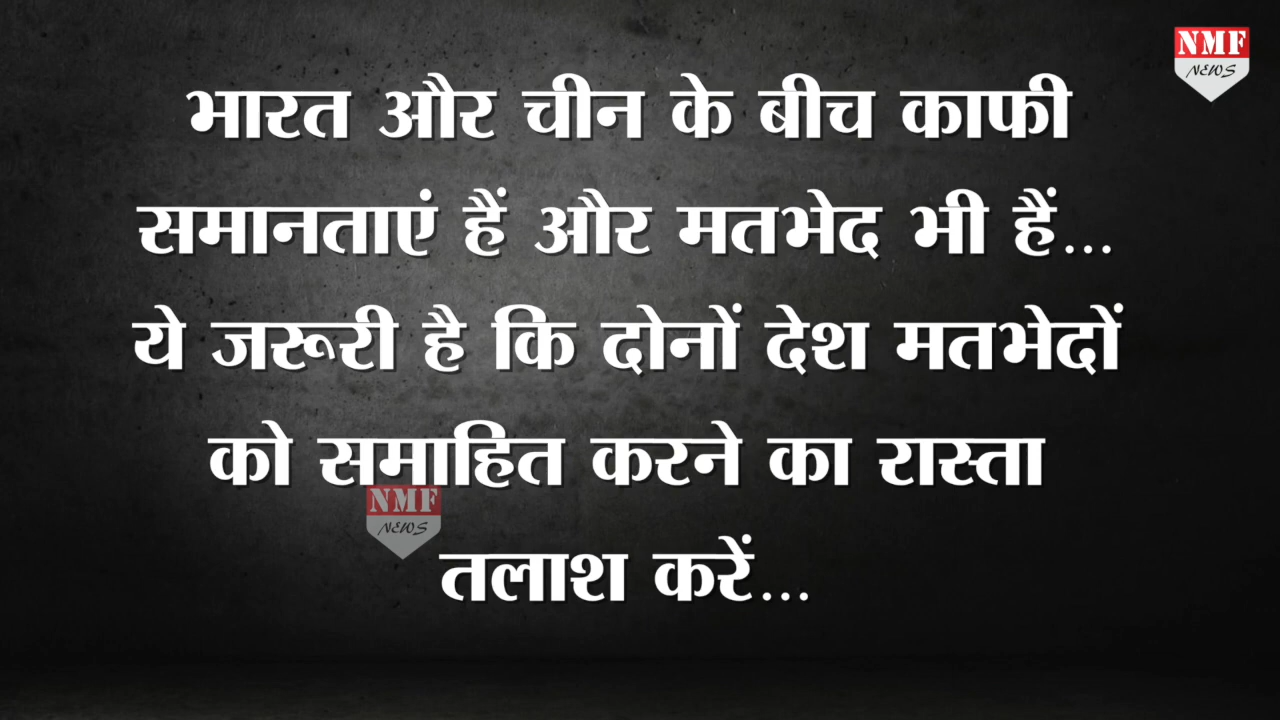 NMF
NEWS
भारत और चीन के बीच काफी
समानताएं हैं और मतभेद भी हैं...
ये जरूरी है कि दोनों देश मतभेदों
को समाहित करने का रास्ता
NMF
NEWS
तलाश करें...